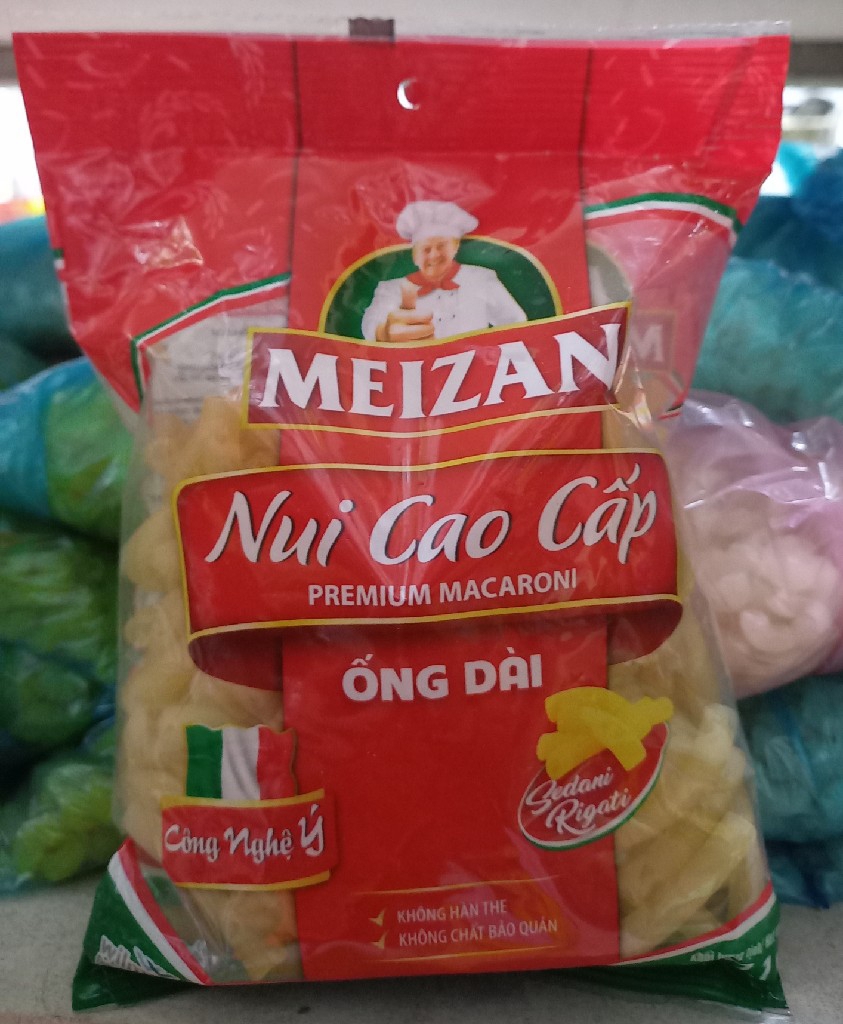 MEIZAN
Nui Cao Cấp
PREMIUM MACARONI
ỐNG DÀI
Sedani
Rigati
Công Nghệ Ý
KHÔNG HÀN THE
KHÔNG CHẤT BẢO QUẢN